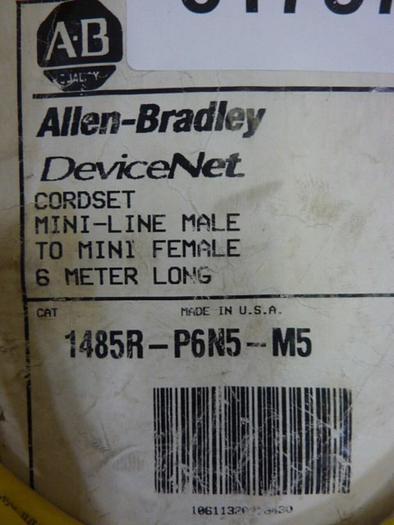 A-B
QUALITY
Allen-Bradley
DeviceNet
CORDSET
MINI-LINE MALE
TO MINI FEMALE
6 METER LONG
CAT MADE IN U.S.A.
1485R-P6N5-M5